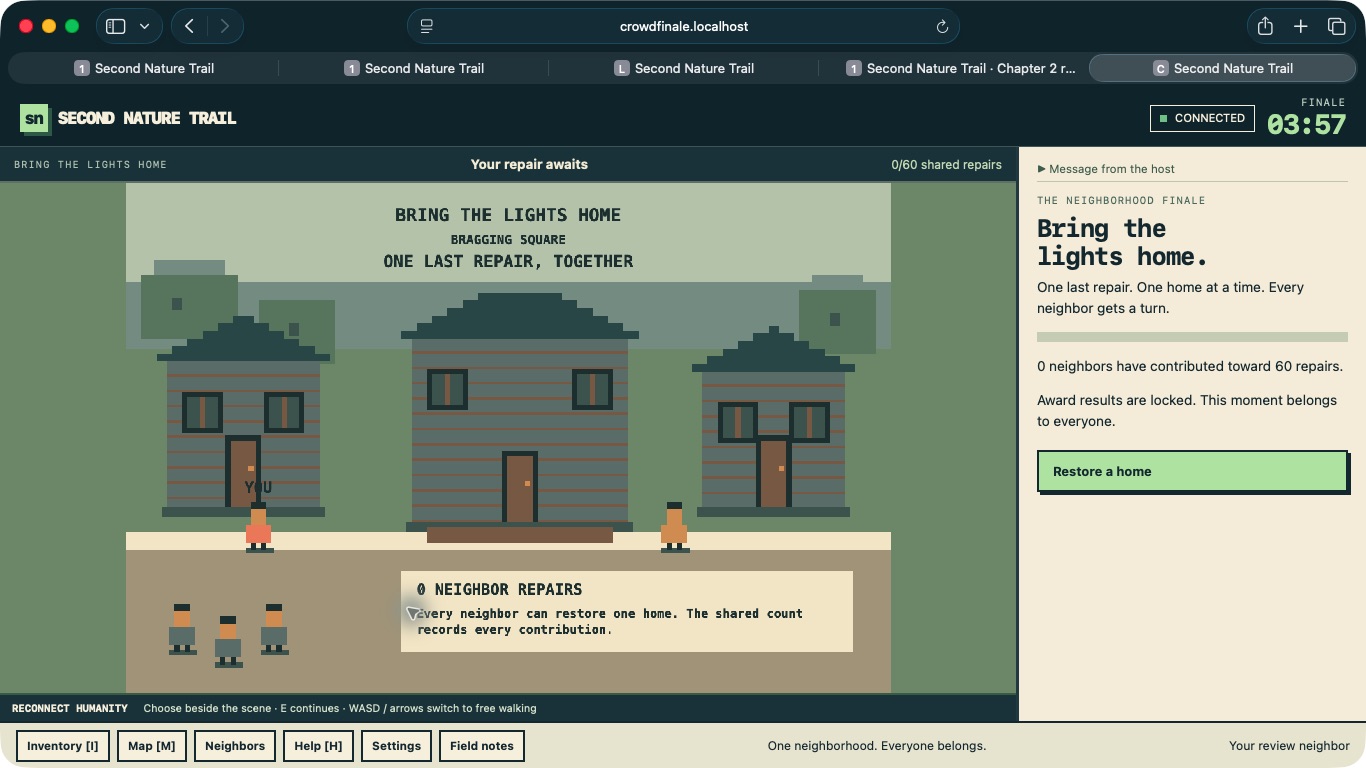 crowdfinale.localhost
1 Second Nature Trail
1 Second Nature Trail
L Second Nature Trail
1 Second Nature Trail · Chapter 2 r...
C Second Nature Trail
sn SECOND NATURE TRAIL
CONNECTED
FINALE
03:57
BRING THE LIGHTS HOME
Your repair awaits
0/60 shared repairs
BRING THE LIGHTS HOME
BRAGGING SQUARE
ONE LAST REPAIR, TOGETHER
YOU
0 NEIGHBOR REPAIRS
Every neighbor can restore one home. The shared count
records every contribution.
RECONNECT HUMANITY
Choose beside the scene · E continues · WASD / arrows switch to free walking
Message from the host
THE NEIGHBORHOOD FINALE
Bring the
lights home.
One last repair. One home at a time. Every
neighbor gets a turn.
0 neighbors have contributed toward 60 repairs.
Award results are locked. This moment belongs
to everyone.
Restore a home
Inventory [I]
Map [M]
Neighbors
Help [H]
Settings
Field notes
One neighborhood. Everyone belongs.
Your review neighbor